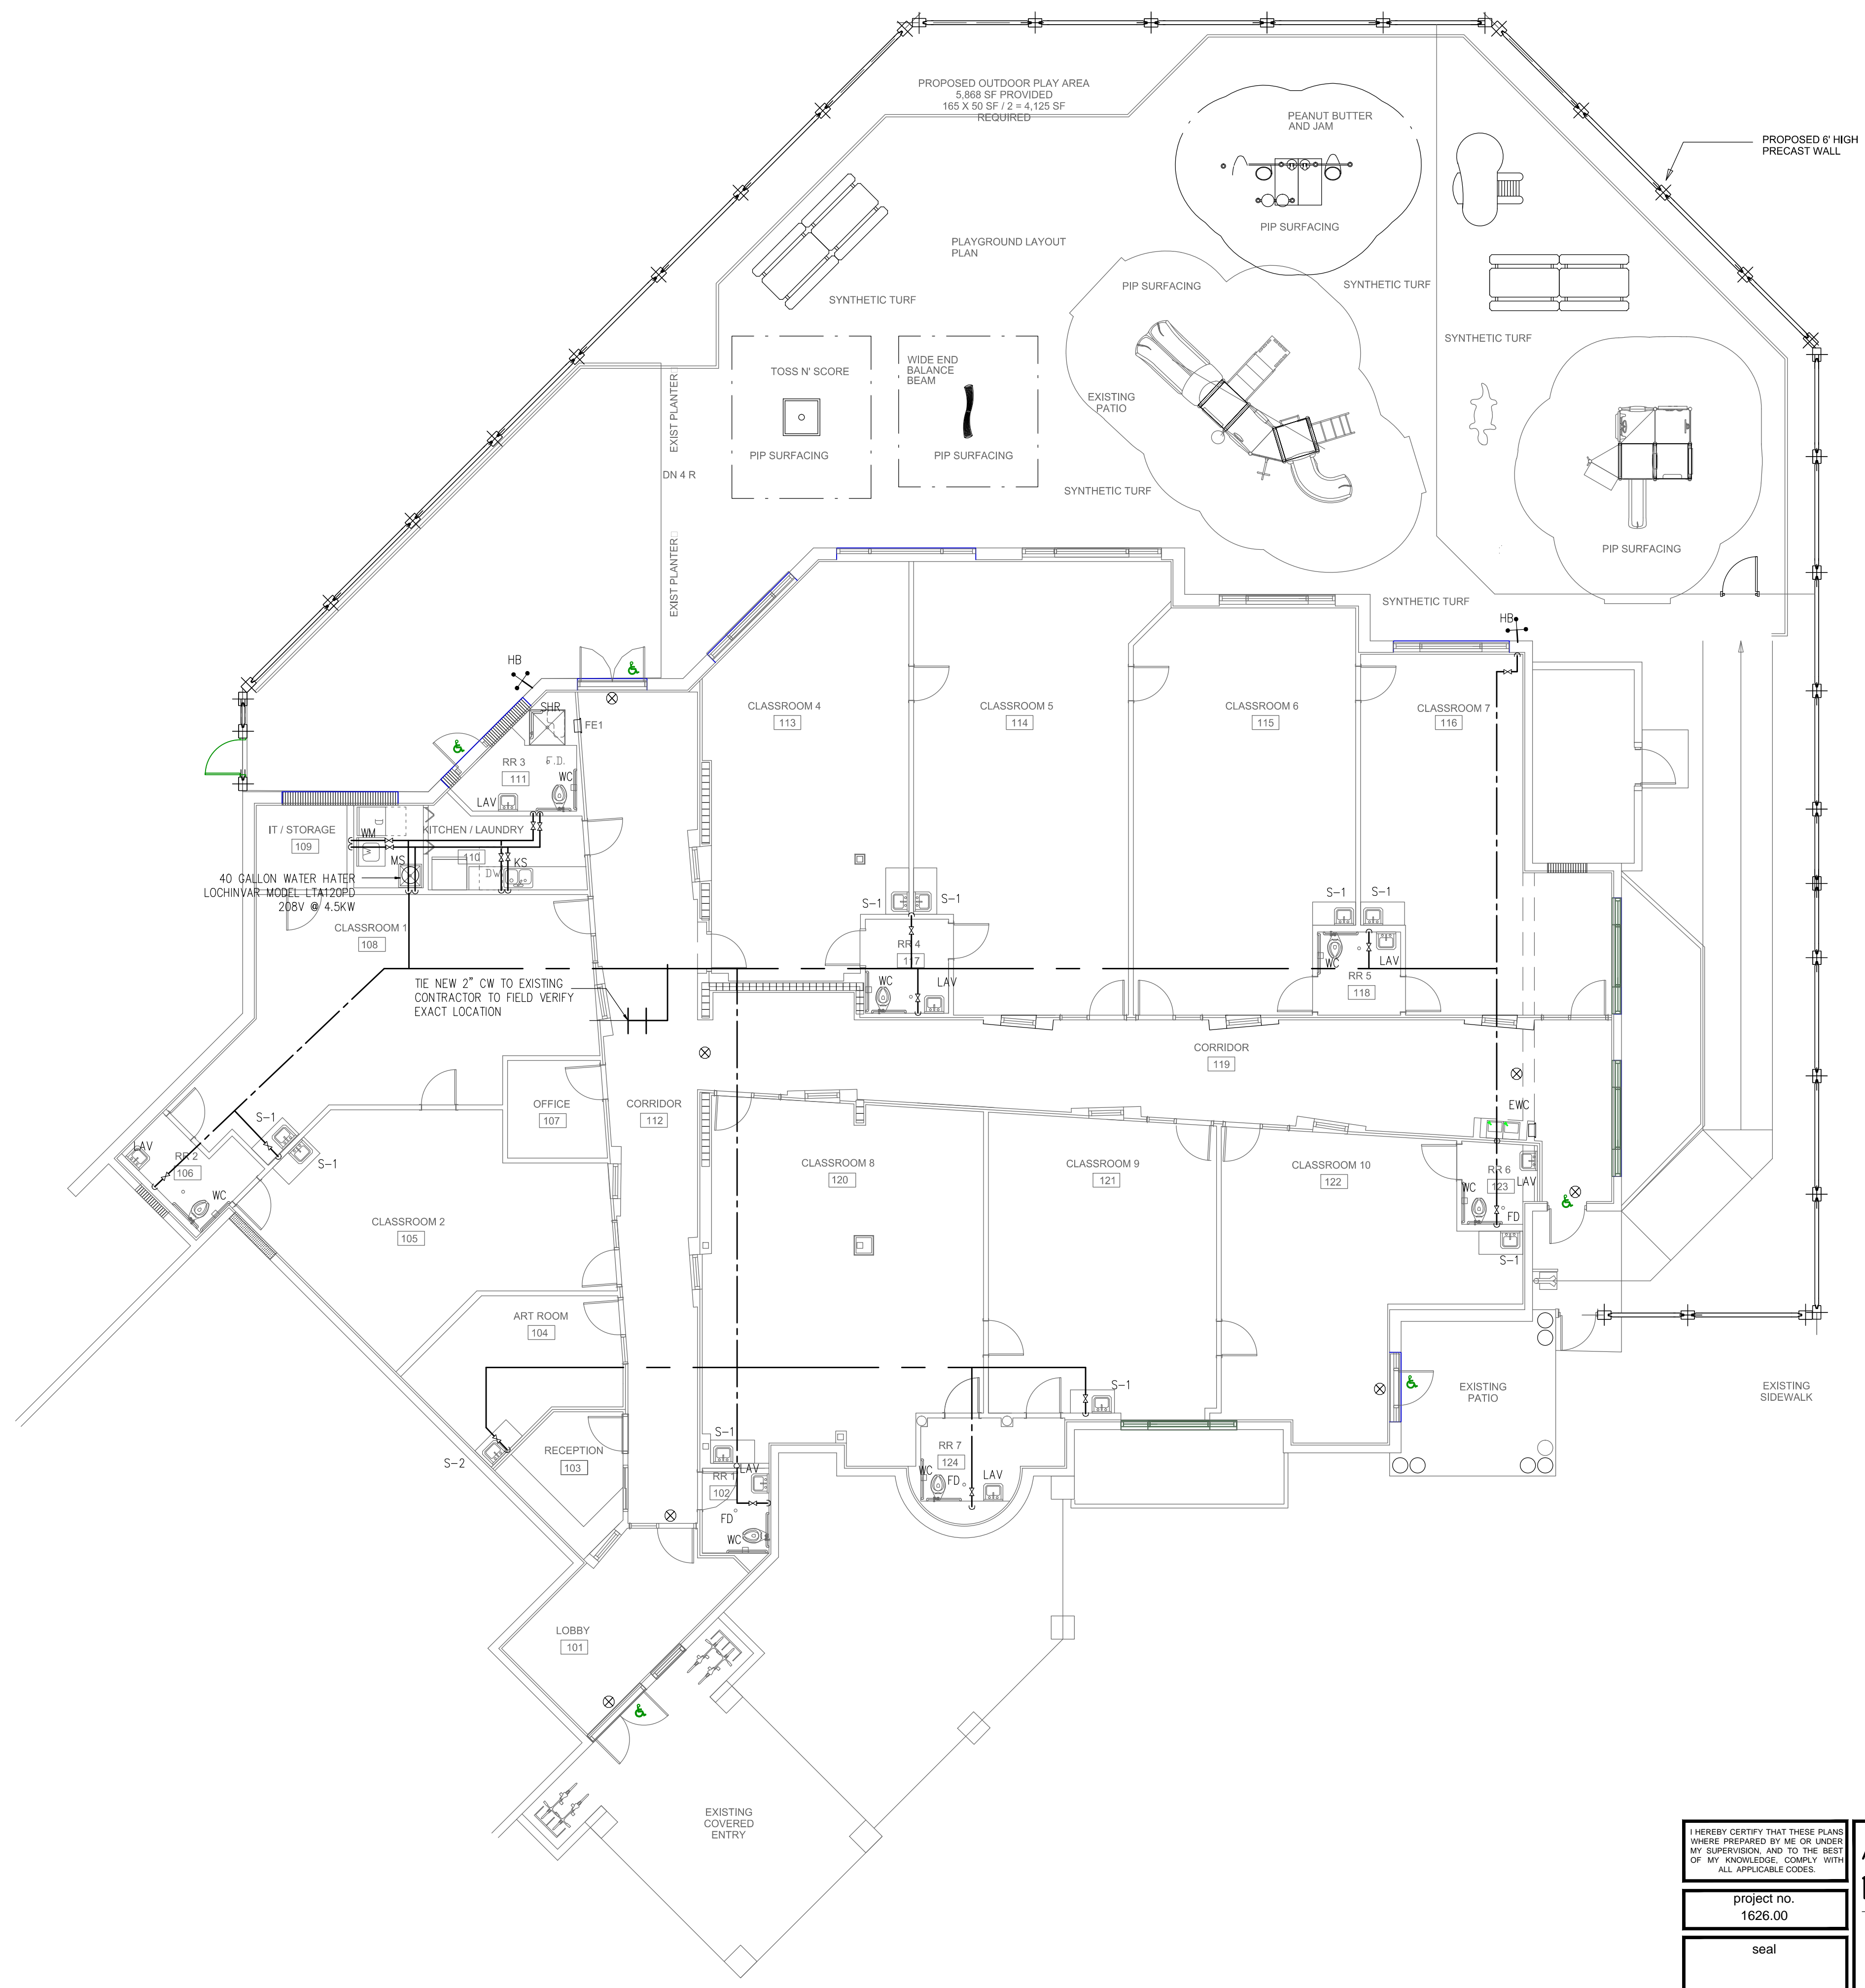 PROPOSED OUTDOOR PLAY AREA
5,868 SF PROVIDED
165 X 50 SF / 2 = 4,125 SF
REQUIRED
PEANUT BUTTER
AND JAM
PROPOSED 6' HIGH
PRECAST WALL
PIP SURFACING
PLAYGROUND LAYOUT
PLAN
PIP SURFACING
SYNTHETIC TURF
SYNTHETIC TURF
SYNTHETIC TURF
TOSS N' SCORE
WIDE END
BALANCE
BEAM
EXISTING
PATIO
EXIST PLANTER
DN 4 R
PIP SURFACING
PIP SURFACING
SYNTHETIC TURF
EXIST PLANTER
PIP SURFACING
SYNTHETIC TURF
HB
HB
SHR
FE1
F.D.
RR 3
111
WC
LAV
CLASSROOM 4
113
CLASSROOM 5
114
CLASSROOM 6
115
CLASSROOM 7
116
IT / STORAGE
109
WM
D
W
KITCHEN / LAUNDRY
110
MS
DW
KS
40 GALLON WATER HATER
LOCHINVAR MODEL LTA120PD
208V @ 4.5KW
S-1
S-1
S-1
S-1
CLASSROOM 1
108
RR 4
117
WC
LAV
WC
LAV
RR 5
118
TIE NEW 2" CW TO EXISTING
CONTRACTOR TO FIELD VERIFY
EXACT LOCATION
CORRIDOR
119
OFFICE
107
CORRIDOR
112
EWC
S-1
LAV
RR 2
106
S-1
WC
CLASSROOM 8
120
CLASSROOM 9
121
CLASSROOM 10
122
RR 6
123
LAV
WC
FD
S-1
CLASSROOM 2
105
ART ROOM
104
S-1
EXISTING
PATIO
EXISTING
SIDEWALK
S-1
S-2
RECEPTION
103
RR 1
102
LAV
FD
WC
RR 7
124
WC
FD
LAV
LOBBY
101
EXISTING
COVERED
ENTRY
I HEREBY CERTIFY THAT THESE PLANS
WHERE PREPARED BY ME OR UNDER
MY SUPERVISION, AND TO THE BEST
OF MY KNOWLEDGE, COMPLY WITH
ALL APPLICABLE CODES.
project no.
1626.00
seal